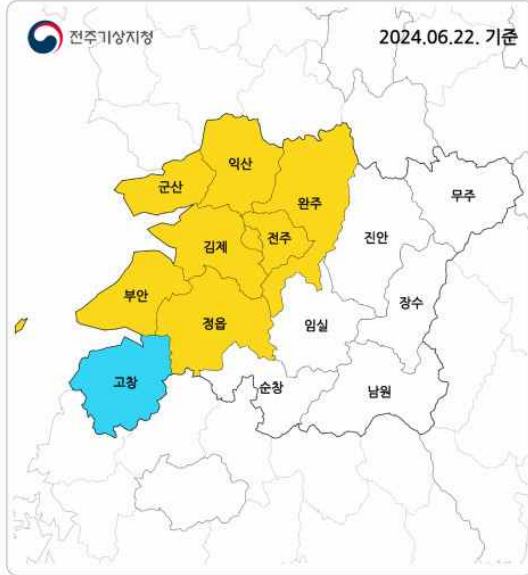 전주기상지청
2024.06.22. 기준
익산
군산
완주
무주
전주
진안
김제
부안
장수
정읍
임실
고창
순창
남원